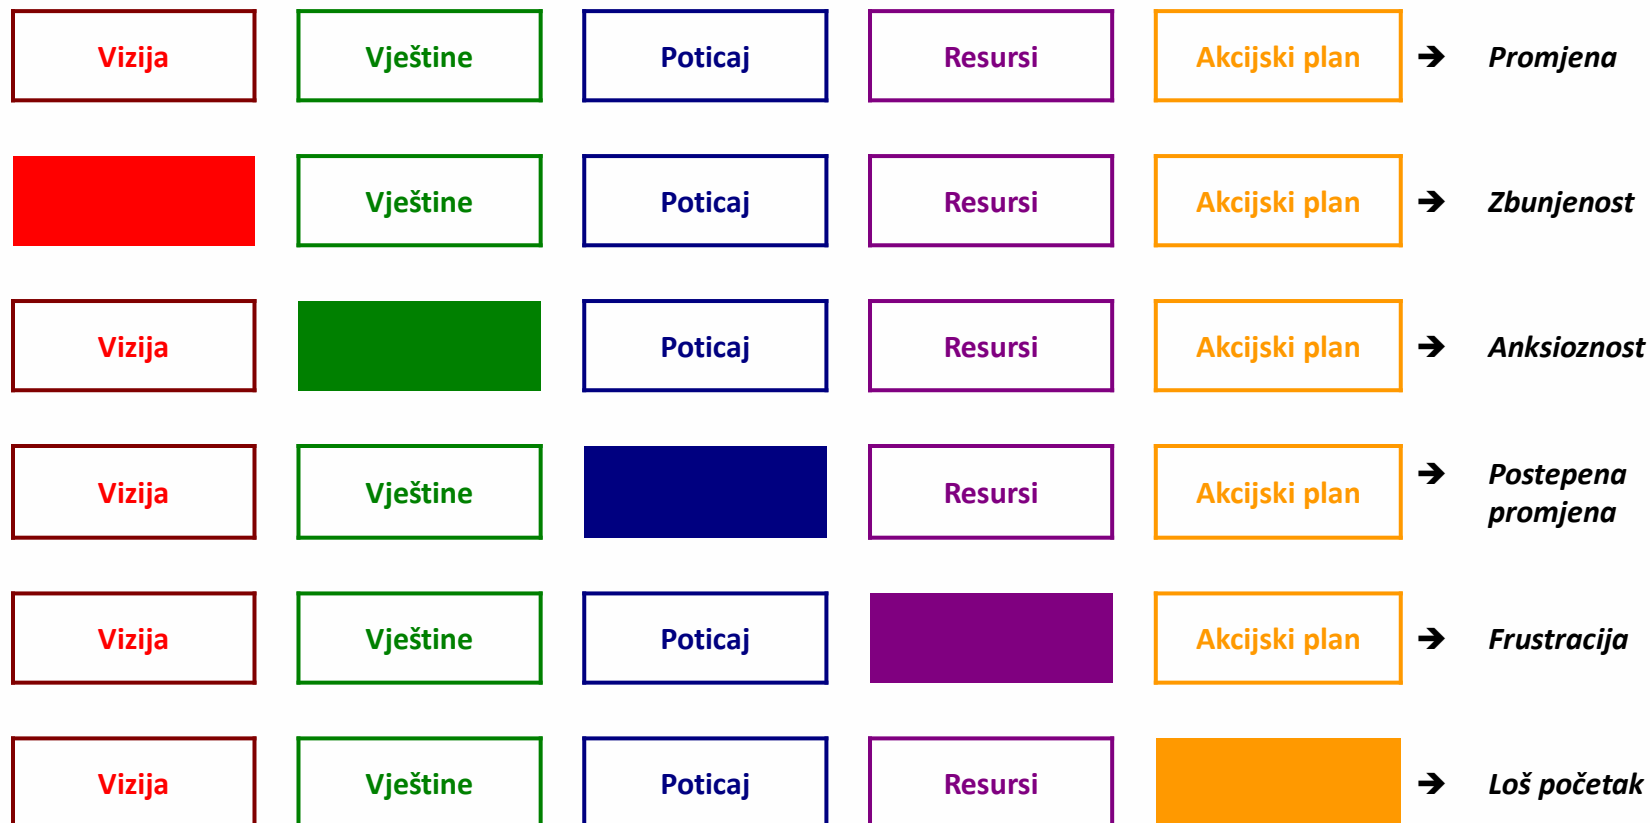 Vizija Vještine Poticaj Resursi Akcijski plan ➔ Promjena
Vještine Poticaj Resursi Akcijski plan ➔ Zbunjenost
Vizija Poticaj Resursi Akcijski plan ➔ Anksioznost
Vizija Vještine Resursi Akcijski plan ➔ Postepena
promjena
Vizija Vještine Poticaj Akcijski plan ➔ Frustracija
Vizija Vještine Poticaj Resursi ➔ Loš početak